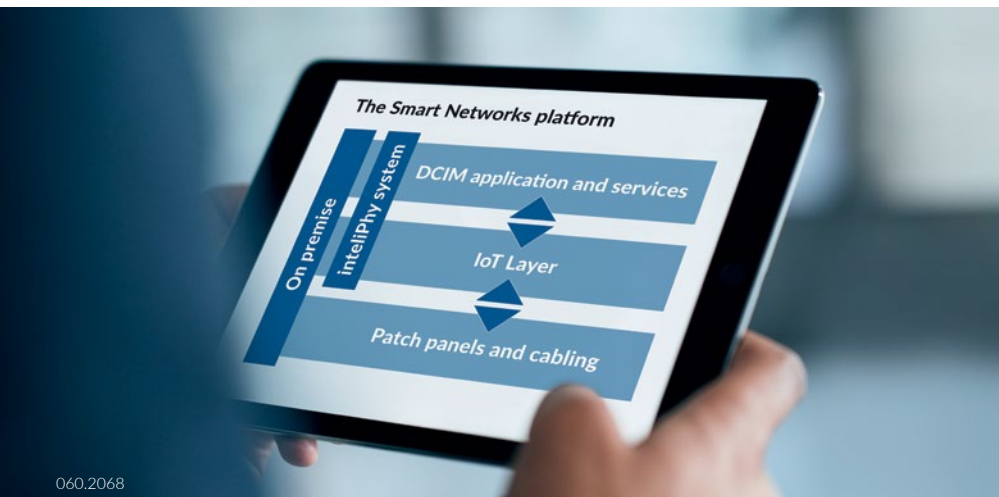 The Smart Networks platform
On premise
inteliPhy system
DCIM application and services
IoT Layer
Patch panels and cabling
060.2068